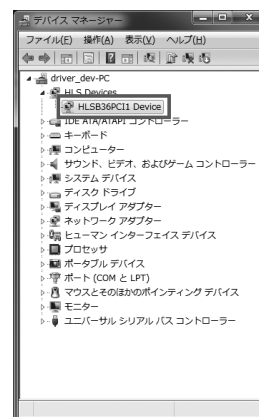 デバイス マネージャー
ファイル(F) 操作(A) 表示(V) ヘルプ(H)
driver_dev-PC
HLS Devices
HLSB36PCI1 Device
IDE ATA/ATAPI コントローラー
キーボード
コンピューター
サウンド、ビデオ、およびゲーム コントローラー
システム デバイス
ディスク ドライブ
ディスプレイ アダプター
ネットワーク アダプター
ヒューマン インターフェイス デバイス
プロセッサ
ポータブル デバイス
ポート (COM と LPT)
マウスとそのほかのポインティング デバイス
モニター
ユニバーサル シリアル バス コントローラー